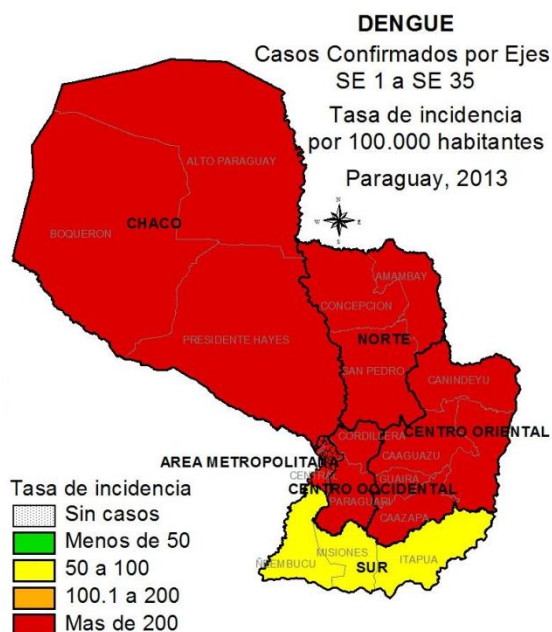 DENGUE
Casos Confirmados por Ejes
SE 1 a SE 35
Tasa de incidencia
por 100.000 habitantes
Paraguay, 2013
N
W E
S
ALTO PARAGUAY
BOQUERON
CHACO
PRESIDENTE HAYES
AMAMBAY
CONCEPCION
NORTE
SAN PEDRO
CANINDEYU
CORDILLERA
CENTRO ORIENTAL
CAAGUAZU
AREA METROPOLITANA
CENTRAL
GUAIRA
CENTRO OCCIDENTAL
PARAGUARI
CAAZAPA
MISIONES
ÑEEMBUCU
SUR
ITAPUA
Tasa de incidencia
Sin casos
Menos de 50
50 a 100
100.1 a 200
Mas de 200